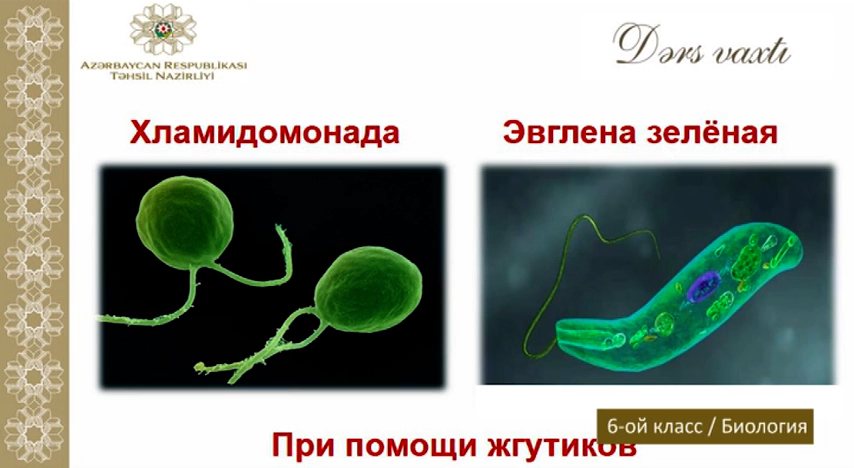 AZƏRBAYCAN RESPUBLİKASI
TƏHSİL NAZİRLİYİ
Dərs vaxtı
Хламидомонада
Эвглена зелёная
6-ой класс / Биология
При помощи жгутиков